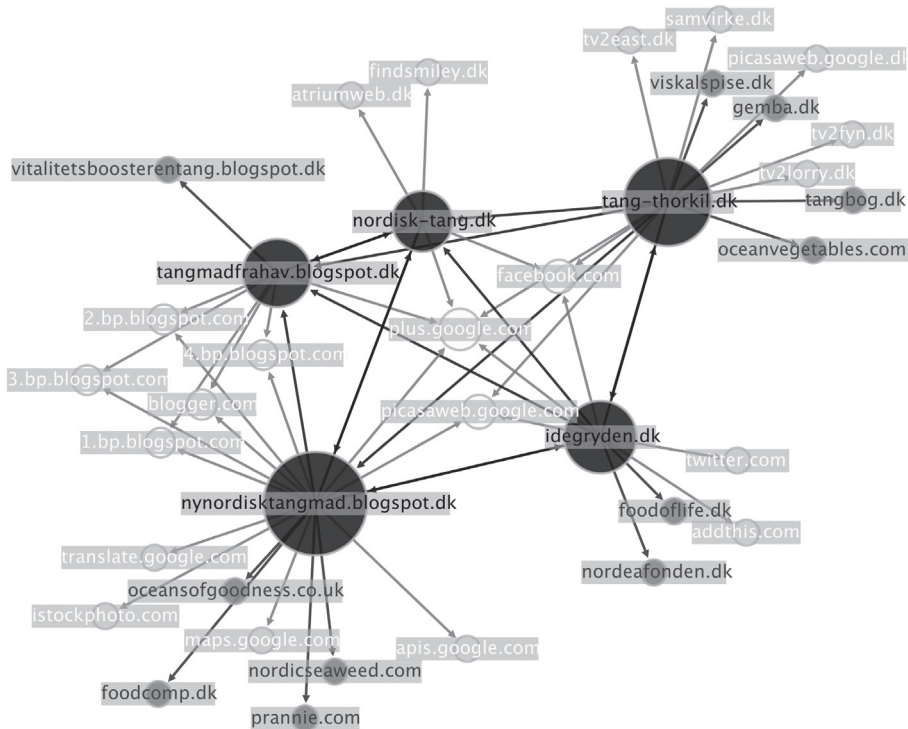 samvirke.dk
tv2east.dk
picasaweb.google.dk
findsmiley.dk
viskalspise.dk
atriumweb.dk
gemba.dk
tv2fyn.dk
vitalitetsboosterentang.blogspot.dk
tv2lorry.dk
tang-thorkil.dk
tangbog.dk
nordisk-tang.dk
oceanvegetables.com
tangmadfrahav.blogspot.dk
facebook.com
2.bp.blogspot.com
plus.google.com
4.bp.blogspot.com
3.bp.blogspot.com
blogger.com
picasaweb.google.com
idegryden.dk
1.bp.blogspot.com
twitter.com
nynordisktangmad.blogspot.dk
foodoflife.dk
addthis.com
translate.google.com
nordeafonden.dk
oceansofgoodness.co.uk
istockphoto.com
maps.google.com
apis.google.com
nordicseaweed.com
foodcomp.dk
prannie.com